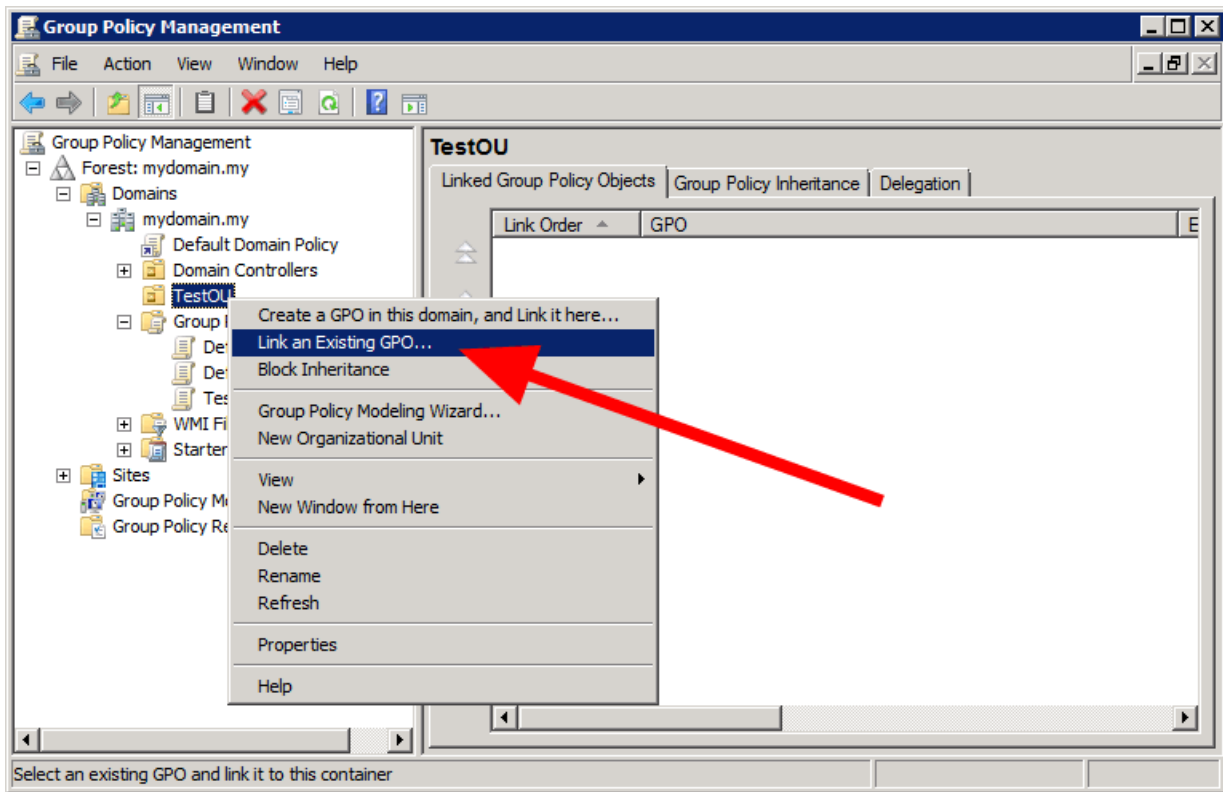 Group Policy Management
File Action View Window Help
Group Policy Management
Forest: mydomain.my
Domains
mydomain.my
Default Domain Policy
Domain Controllers
TestOU
Group
WMI Fi
Starter
Sites
Group Policy M
Group Policy Re
TestOU
Linked Group Policy Objects Group Policy Inheritance Delegation
Link Order GPO E
Create a GPO in this domain, and Link it here...
Link an Existing GPO...
Block Inheritance
Group Policy Modeling Wizard...
New Organizational Unit
View
New Window from Here
Delete
Rename
Refresh
Properties
Help
Select an existing GPO and link it to this container